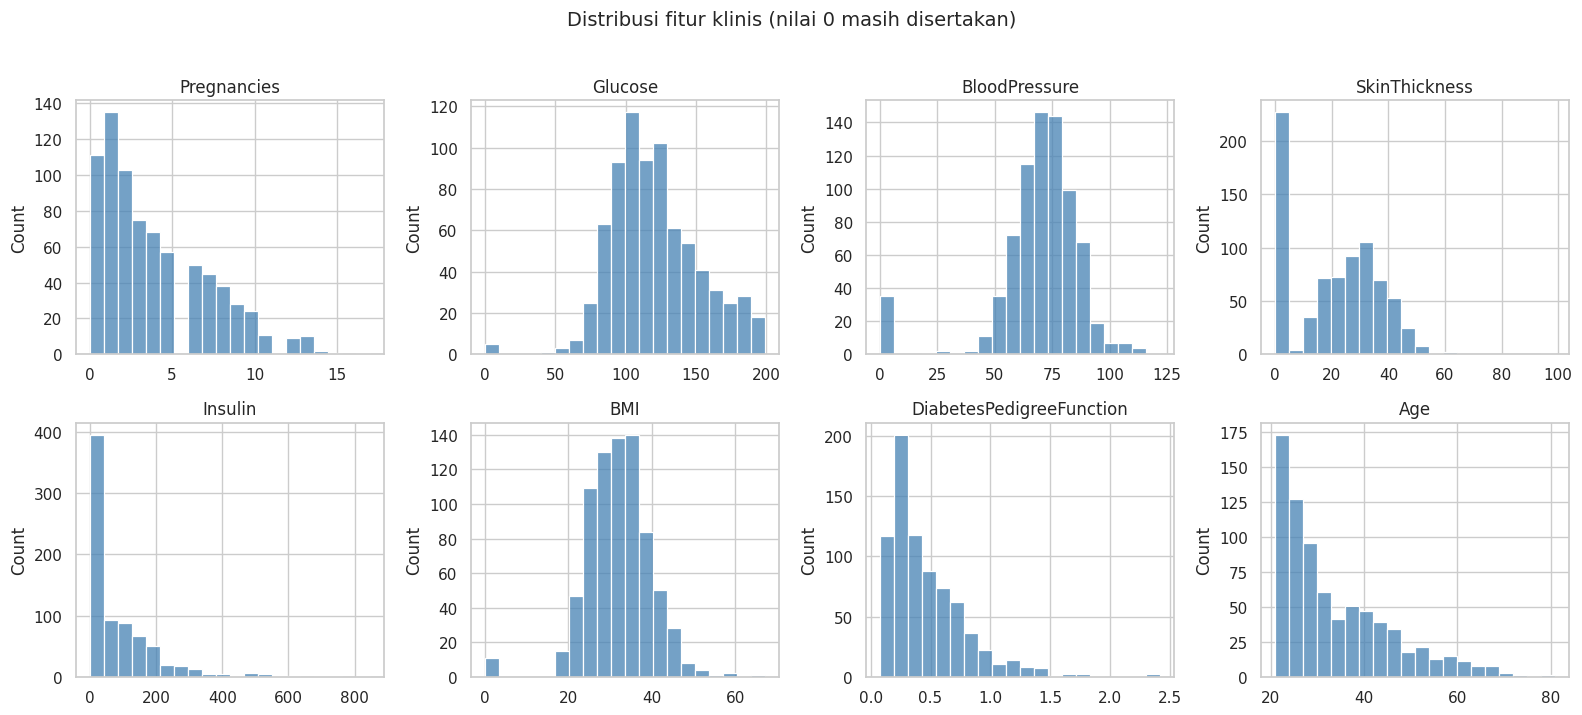 Distribusi fitur klinis (nilai 0 masih disertakan)
Pregnancies
Glucose
BloodPressure
SkinThickness
140
120
100
80
60
40
20
0
Count
0 5 10 15
120
100
80
60
40
20
0
Count
0 50 100 150 200
140
120
100
80
60
40
20
0
Count
0 25 50 75 100 125
200
150
100
50
0
Count
0 20 40 60 80 100
Insulin
BMI
DiabetesPedigreeFunction
Age
400
300
200
100
0
Count
0 200 400 600 800
140
120
100
80
60
40
20
0
Count
0 20 40 60
200
150
100
50
0
Count
0.0 0.5 1.0 1.5 2.0 2.5
175
150
125
100
75
50
25
0
Count
20 40 60 80